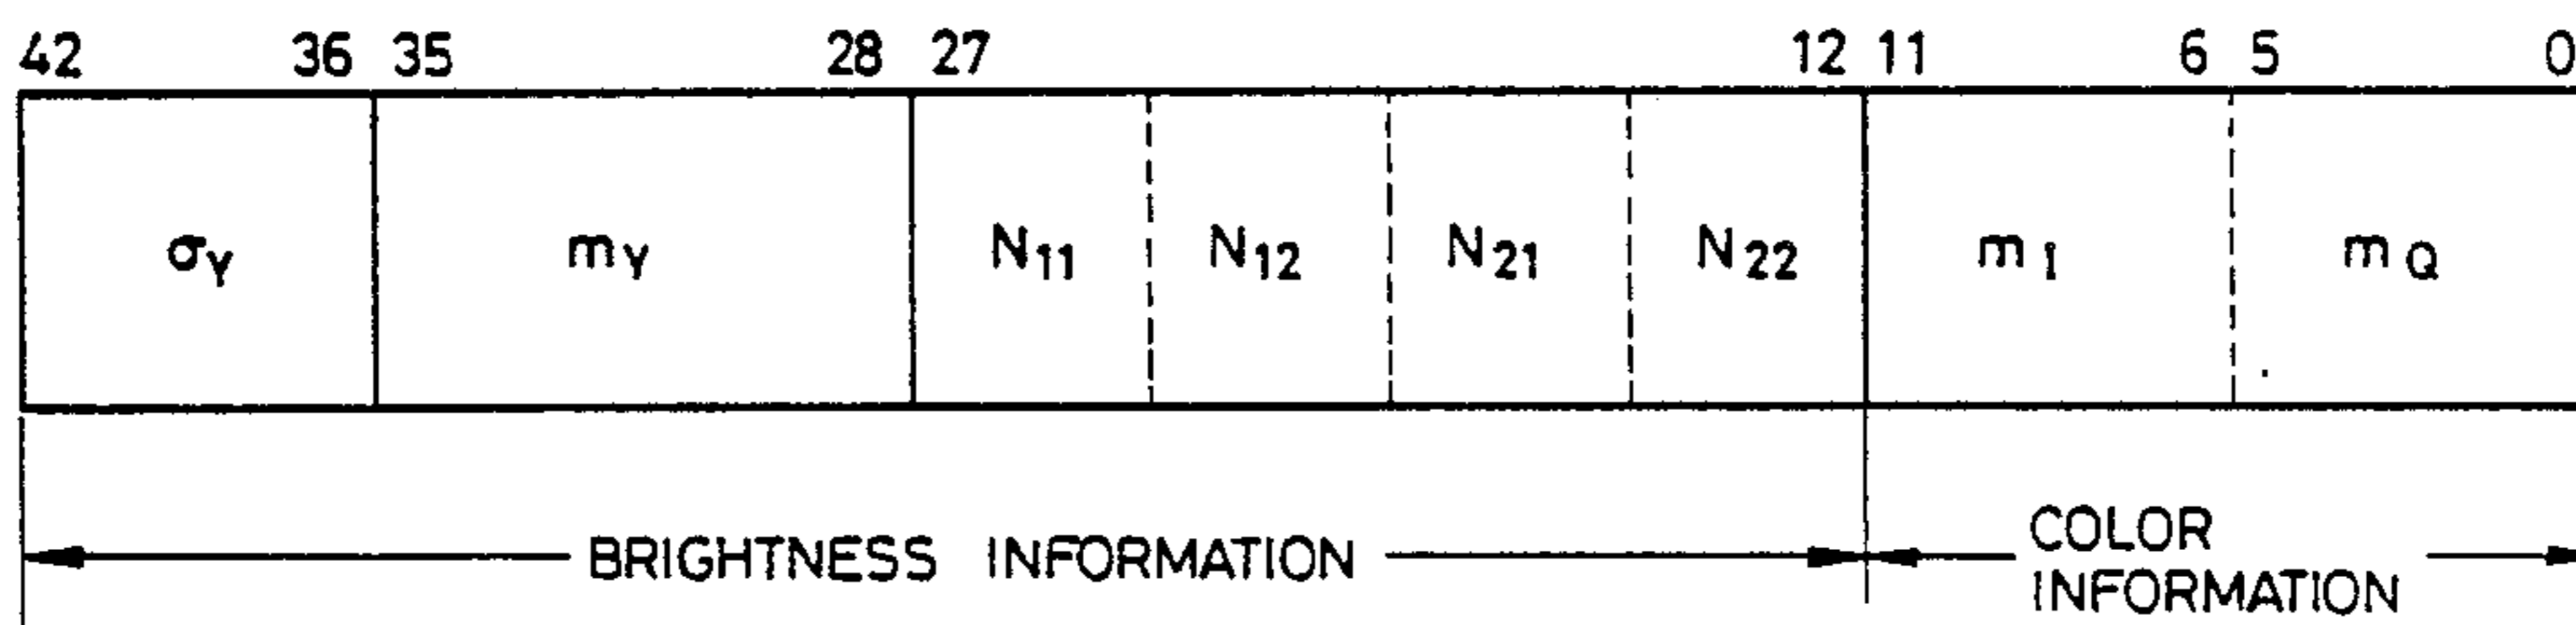 42 36 35 28 27 12 11 6 5 0
σY mY N11 N12 N21 N22 mI mQ
BRIGHTNESS INFORMATION
COLOR
INFORMATION